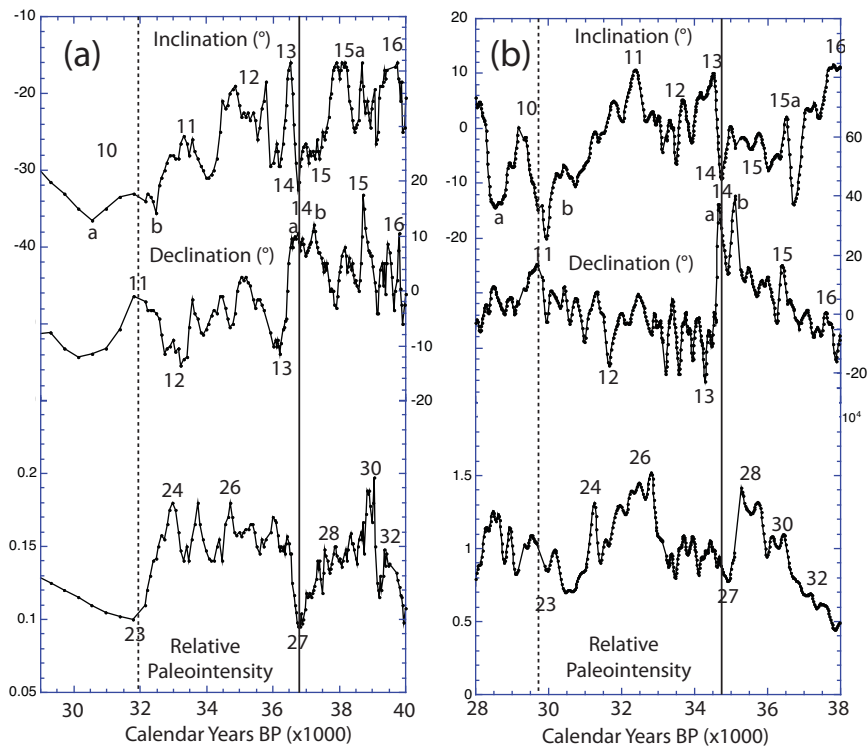 (a)
Inclination (°)
-10
-20
-30
-40
10
a
b
11
12
13
14
15
15a
16
20
10
0
-10
-20
Declination (°)
11
12
13
a
14
b
15
16
0.2
0.15
0.1
0.05
23
24
26
27
28
30
32
Relative
Paleointensity
30 32 34 36 38 40
Calendar Years BP (x1000)
(b)
Inclination (°)
20
10
0
-10
-20
10
a
b
11
12
13
14
15
15a
16
80
60
40
20
0
-20
Declination (°)
11
12
13
a
14
b
15
16
10⁴
1.5
1
0.5
0
23
24
26
27
28
30
32
Relative
Paleointensity
28 30 32 34 36 38
Calendar Years BP (x1000)